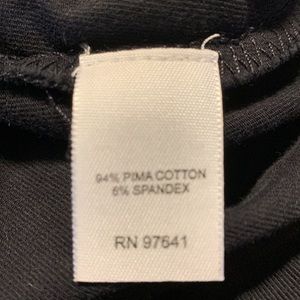 94% PIMA COTTON
6% SPANDEX
RN 97641